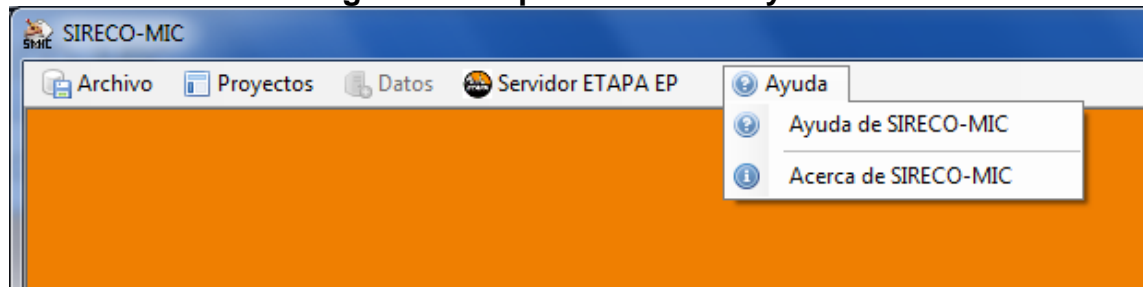 SIRECO-MIC
Archivo Proyectos Datos Servidor ETAPA EP Ayuda
Ayuda de SIRECO-MIC
Acerca de SIRECO-MIC